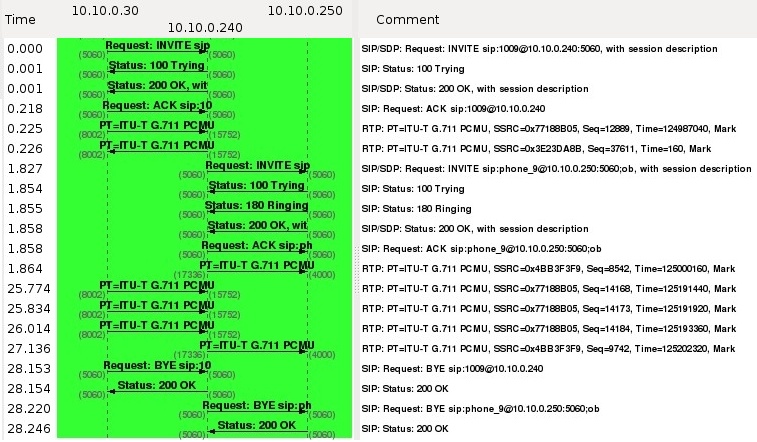 Time 10.10.0.30 10.10.0.240 10.10.0.250 Comment
0.000 Request: INVITE sip (5060) (5060) SIP/SDP: Request: INVITE sip:1009@10.10.0.240:5060, with session description
0.001 Status: 100 Trying (5060) (5060) SIP: Status: 100 Trying
0.001 Status: 200 OK, wit (5060) (5060) SIP/SDP: Status: 200 OK, with session description
0.218 Request: ACK sip:10 (5060) (5060) SIP: Request: ACK sip:1009@10.10.0.240
0.225 PT=ITU-T G.711 PCMU (8002) (15752) RTP: PT=ITU-T G.711 PCMU, SSRC=0x77188B05, Seq=12889, Time=124987040, Mark
0.226 PT=ITU-T G.711 PCMU (8002) (15752) RTP: PT=ITU-T G.711 PCMU, SSRC=0x3E23DA8B, Seq=37611, Time=160, Mark
1.827 Request: INVITE sip (5060) (5060) SIP/SDP: Request: INVITE sip:phone_9@10.10.0.250:5060;ob, with session description
1.854 Status: 100 Trying (5060) (5060) SIP: Status: 100 Trying
1.855 Status: 180 Ringing (5060) (5060) SIP: Status: 180 Ringing
1.858 Status: 200 OK, wit (5060) (5060) SIP/SDP: Status: 200 OK, with session description
1.858 Request: ACK sip:ph (5060) (5060) SIP: Request: ACK sip:phone_9@10.10.0.250:5060;ob
1.864 PT=ITU-T G.711 PCMU (17336) (4000) RTP: PT=ITU-T G.711 PCMU, SSRC=0x4BB3F3F9, Seq=8542, Time=125000160, Mark
25.774 PT=ITU-T G.711 PCMU (8002) (15752) RTP: PT=ITU-T G.711 PCMU, SSRC=0x77188B05, Seq=14168, Time=125191440, Mark
25.834 PT=ITU-T G.711 PCMU (8002) (15752) RTP: PT=ITU-T G.711 PCMU, SSRC=0x77188B05, Seq=14173, Time=125191920, Mark
26.014 PT=ITU-T G.711 PCMU (8002) (15752) RTP: PT=ITU-T G.711 PCMU, SSRC=0x77188B05, Seq=14184, Time=125193360, Mark
27.136 PT=ITU-T G.711 PCMU (17336) (4000) RTP: PT=ITU-T G.711 PCMU, SSRC=0x4BB3F3F9, Seq=9742, Time=125202320, Mark
28.153 Request: BYE sip:10 (5060) (5060) SIP: Request: BYE sip:1009@10.10.0.240
28.154 Status: 200 OK (5060) (5060) SIP: Status: 200 OK
28.220 Request: BYE sip:ph (5060) (5060) SIP: Request: BYE sip:phone_9@10.10.0.250:5060;ob
28.246 Status: 200 OK (5060) (5060) SIP: Status: 200 OK